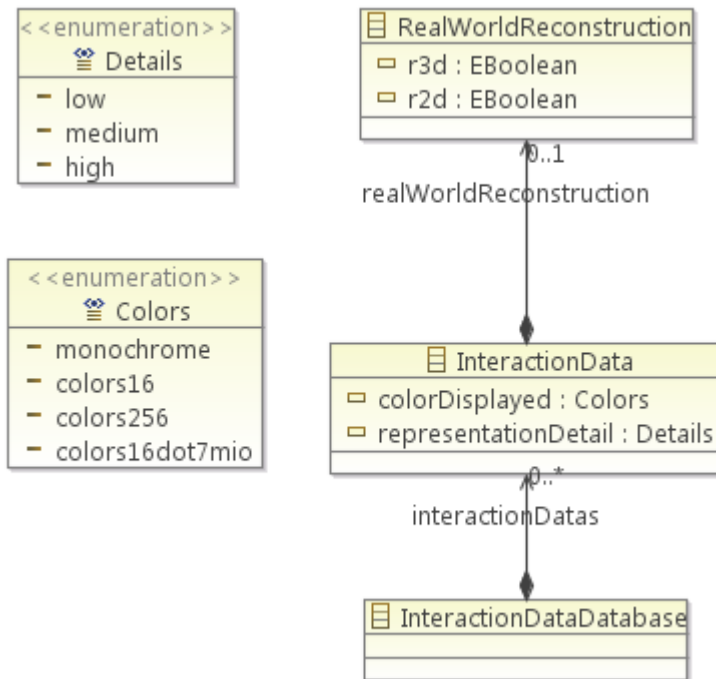 <<enumeration>>
Details
low
medium
high
RealWorldReconstruction
r3d : EBoolean
r2d : EBoolean
0..1
realWorldReconstruction
<<enumeration>>
Colors
monochrome
colors16
colors256
colors16dot7mio
InteractionData
colorDisplayed : Colors
representationDetail : Details
0..*
interactionDatas
InteractionDataDatabase